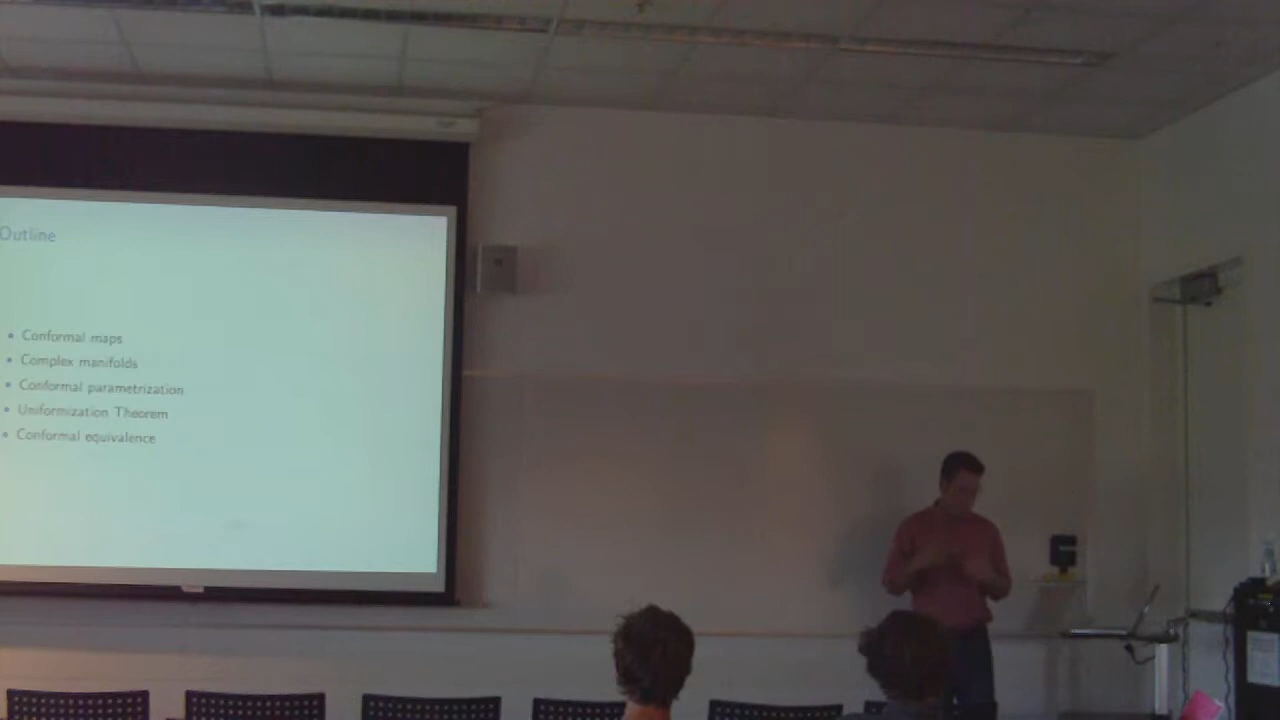 Outline
• Conformal maps
• Complex manifolds
• Conformal parametrization
• Uniformization Theorem
• Conformal equivalence